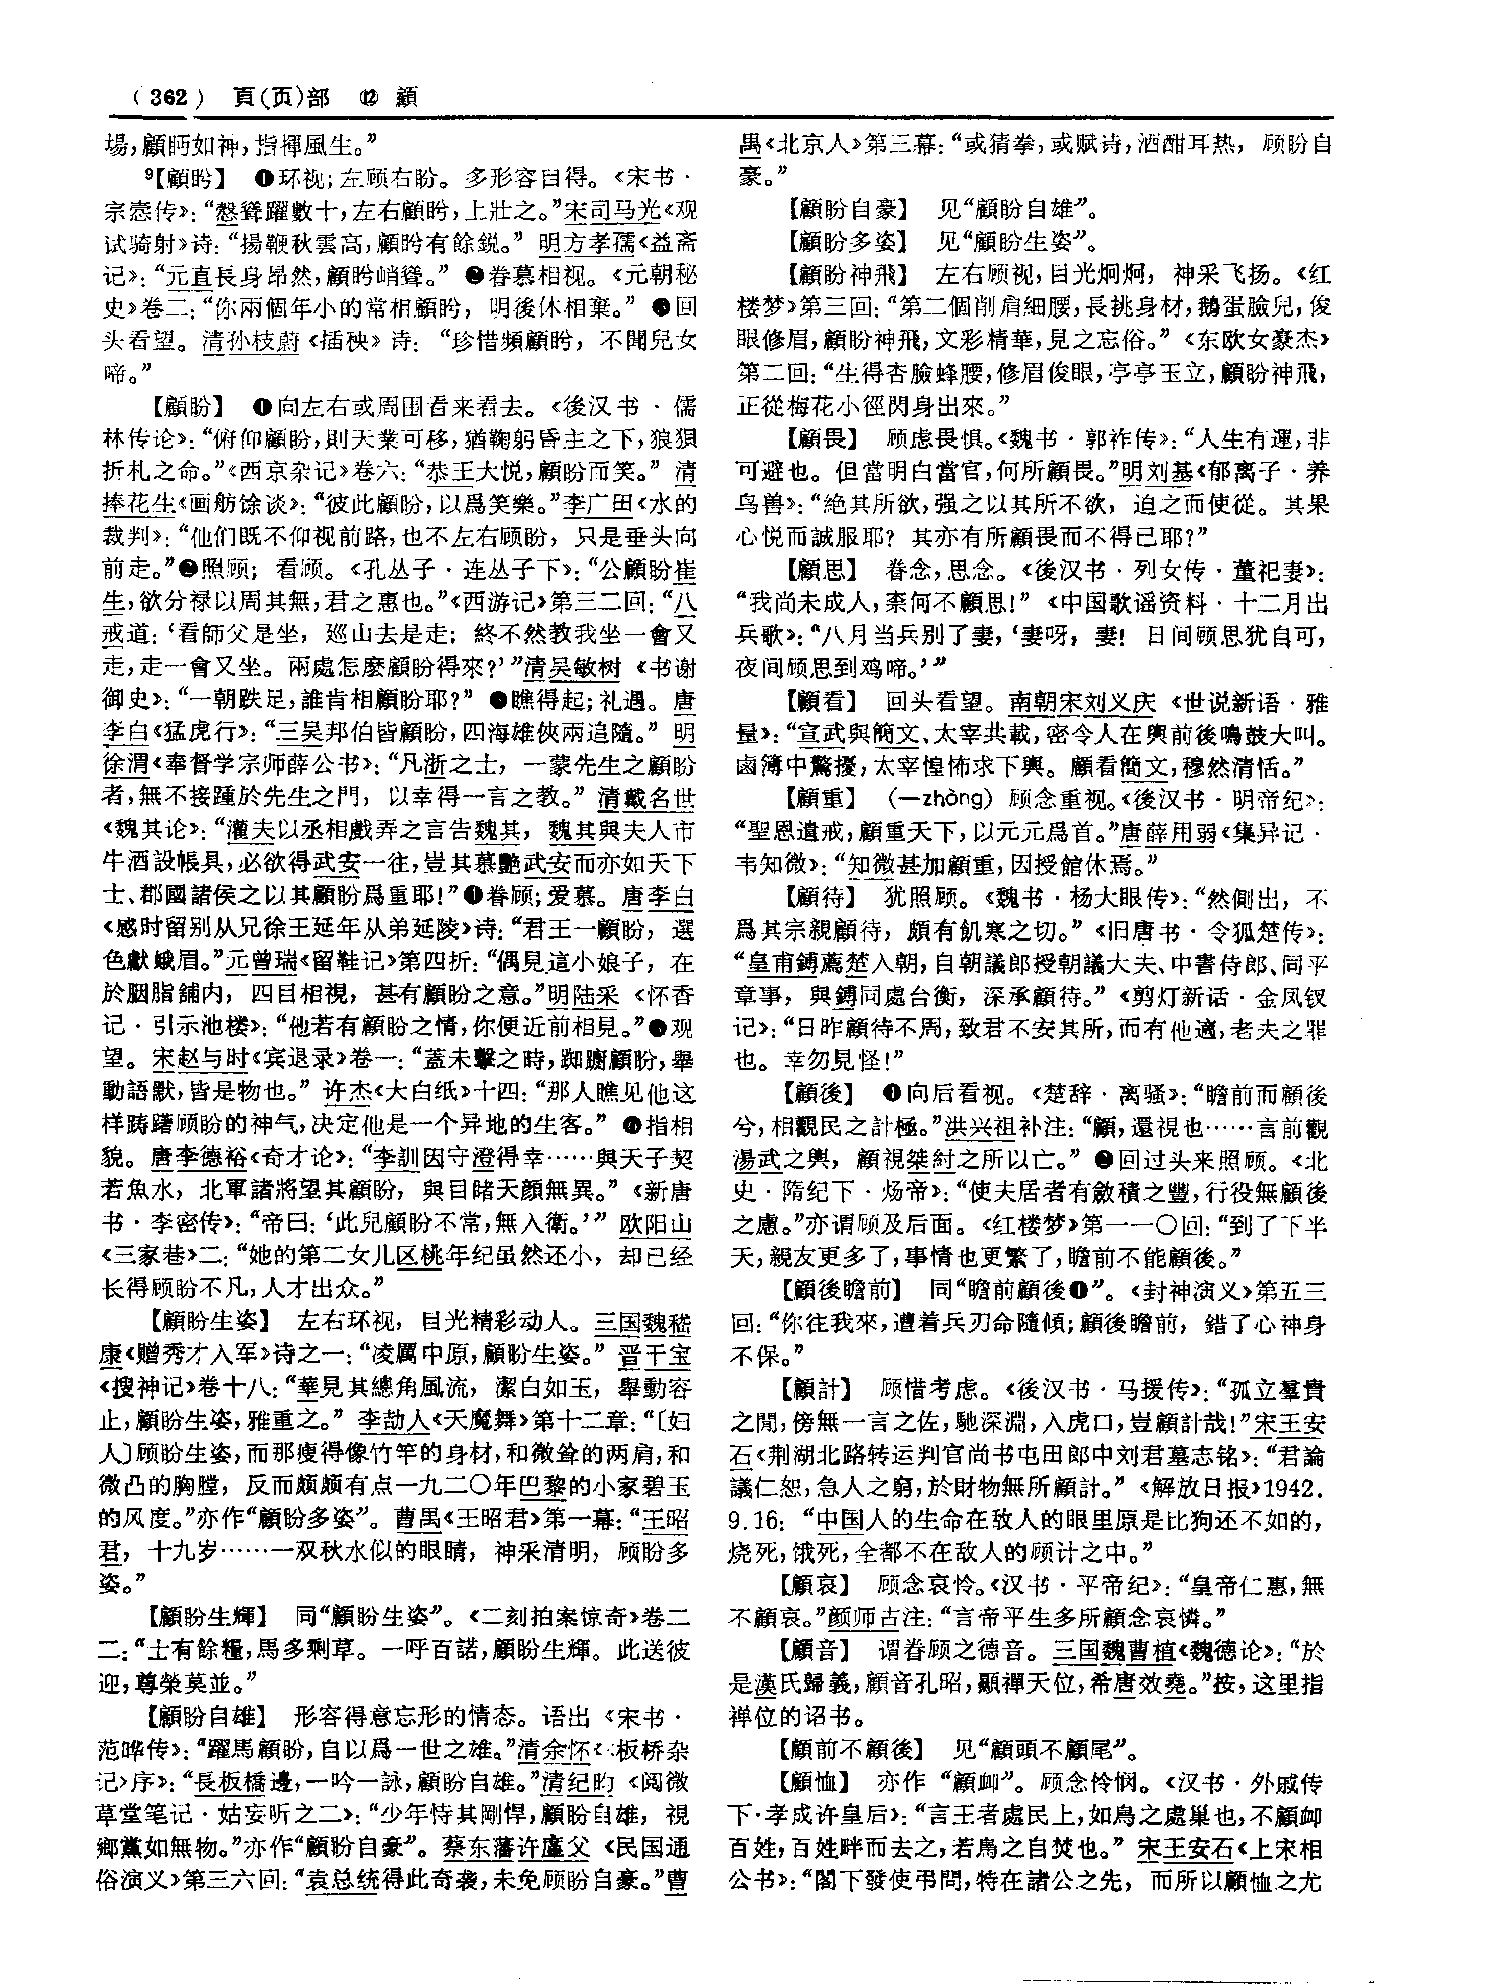 (362) 頁(页)部 ⑫ 顧
場,顧眄如神,指揮風生。”
⁹【顧盻】 ❶环视;左顾右盼。多形容自得。《宋书·
宗悫传》:“慤聳躍數十,左右顧盻,上壯之。”宋司马光《观
试骑射》诗:“揚鞭秋雲高,顧盻有餘鋭。”明方孝孺《益斋
记》:“元直長身昂然,顧盻峭聳。”❷眷慕相视。《元朝秘
史》卷二:“你兩個年小的常相顧盻,明後休相棄。”❸回
头看望。清孙枝蔚《插秧》诗:“珍惜頻顧盻,不聞兒女
啼。”
【顧盼】 ❶向左右或周围看来看去。《後汉书·儒
林传论》:“俯仰顧盼,則天業可移,猶鞠躬昏主之下,狼狽
折札之命。”《西京杂记》卷六:“恭王大悦,顧盼而笑。”清
捧花生《画舫馀谈》:“彼此顧盼,以爲笑樂。”李广田《水的
裁判》:“他们既不仰视前路,也不左右顾盼,只是垂头向
前走。”❷照顾;看顾。《孔丛子·连丛子下》:“公顧盼崔
生,欲分禄以周其無,君之惠也。”《西游记》第三二回:“八
戒道:‘看師父是坐,廵山去是走;終不然教我坐一會又
走,走一會又坐。兩處怎麽顧盼得來?’”清吴敏树《书谢
御史》:“一朝跌足,誰肯相顧盼耶?”❸瞧得起;礼遇。唐
李白《猛虎行》:“三吴邦伯皆顧盼,四海雄俠兩追隨。”明
徐渭《奉督学宗师薛公书》:“凡浙之士,一蒙先生之顧盼
者,無不接踵於先生之門,以幸得一言之教。”清戴名世
《魏其论》:“灌夫以丞相戲弄之言告魏其,魏其與夫人市
牛酒設帳具,必欲得武安一往,豈其慕艷武安而亦如天下
士、郡國諸侯之以其顧盼爲重耶!”❹眷顾;爱慕。唐李白
《感时留别从兄徐王延年从弟延陵》诗:“君王一顧盼,選
色獻蛾眉。”元曾瑞《留鞋记》第四折:“偶見這小娘子,在
於胭脂鋪内,四目相視,甚有顧盼之意。”明陆采《怀香
记·引示池楼》:“他若有顧盼之情,你便近前相見。”❺观
望。宋赵与时《宾退录》卷一:“蓋未擊之時,踟躕顧盼,舉
動語默,皆是物也。”许杰《大白纸》十四:“那人瞧见他这
样踌躇顾盼的神气,决定他是一个异地的生客。”❻指相
貌。唐李德裕《奇才论》:“李訓因守澄得幸……與天子契
若魚水,北軍諸將望其顧盼,與目睹天顔無異。”《新唐
书·李密传》:“帝曰:‘此兒顧盼不常,無入衛。’”欧阳山
《三家巷》二:“她的第二女儿区桃年纪虽然还小,却已经
长得顾盼不凡,人才出众。”
【顧盼生姿】 左右环视,目光精彩动人。三国魏嵇
康《赠秀才入军》诗之一:“凌厲中原,顧盼生姿。”晋干宝
《搜神记》卷十八:“華見其總角風流,潔白如玉,舉動容
止,顧盼生姿,雅重之。”李劼人《天魔舞》第十二章:“〔妇
人〕顾盼生姿,而那瘦得像竹竿的身材,和微耸的两肩,和
微凸的胸膛,反而颇颇有点一九二〇年巴黎的小家碧玉
的风度。”亦作“顧盼多姿”。曹禺《王昭君》第一幕:“王昭
君,十九岁……一双秋水似的眼睛,神采清明,顾盼多
姿。”
【顧盼生輝】 同“顧盼生姿”。《二刻拍案惊奇》卷二
二:“士有餘糧,馬多剩草。一呼百諾,顧盼生輝。此送彼
迎,尊榮莫並。”
【顧盼自雄】 形容得意忘形的情态。语出《宋书·
范晔传》:“躍馬顧盼,自以爲一世之雄。”清余怀《板桥杂
记》序》:“長板橋邊,一吟一詠,顧盼自雄。”清纪昀《阅微
草堂笔记·姑妄听之二》:“少年恃其剛悍,顧盼自雄,視
鄉黨如無物。”亦作“顧盼自豪”。蔡东藩许廑父《民国通
俗演义》第三六回:“袁总统得此奇袭,未免顾盼自豪。”曹
禺《北京人》第三幕:“或猜拳,或赋诗,酒酣耳热,顾盼自
豪。”
【顧盼自豪】 见“顧盼自雄”。
【顧盼多姿】 见“顧盼生姿”。
【顧盼神飛】 左右顾视,目光炯炯,神采飞扬。《红
楼梦》第三回:“第二個削肩細腰,長挑身材,鵝蛋臉兒,俊
眼修眉,顧盼神飛,文彩精華,見之忘俗。”《东欧女豪杰》
第二回:“生得杏臉蜂腰,修眉俊眼,亭亭玉立,顧盼神飛,
正從梅花小徑閃身出來。”
【顧畏】 顾虑畏惧。《魏书·郭祚传》:“人生有運,非
可避也。但當明白當官,何所顧畏。”明刘基《郁离子·养
鸟兽》:“絶其所欲,强之以其所不欲,迫之而使從。其果
心悦而誠服耶?其亦有所顧畏而不得已耶?”
【顧思】 眷念,思念。《後汉书·列女传·董祀妻》:
“我尚未成人,柰何不顧思!”《中国歌谣资料·十二月出
兵歌》:“八月当兵别了妻,‘妻呀,妻!日间顾思犹自可,
夜间顾思到鸡啼。’”
【顧看】 回头看望。南朝宋刘义庆《世说新语·雅
量》:“宣武與簡文、太宰共載,密令人在輿前後鳴鼓大叫。
鹵簿中驚擾,太宰惶怖求下輿。顧看簡文,穆然清恬。”
【顧重】 (—zhòng)顾念重视。《後汉书·明帝纪》:
“聖恩遺戒,顧重天下,以元元爲首。”唐薛用弱《集异记·
韦知微》:“知微甚加顧重,因授館休焉。”
【顧待】 犹照顾。《魏书·杨大眼传》:“然側出,不
爲其宗親顧待,頗有飢寒之切。”《旧唐书·令狐楚传》:
“皇甫鎛薦楚入朝,自朝議郎授朝議大夫、中書侍郎、同平
章事,與鎛同處台衡,深承顧待。”《剪灯新话·金凤钗
记》:“日昨顧待不周,致君不安其所,而有他適,老夫之罪
也。幸勿見怪!”
【顧後】 ❶向后看视。《楚辞·离骚》:“瞻前而顧後
兮,相觀民之計極。”洪兴祖补注:“顧,還視也……言前觀
湯武之興,顧視桀紂之所以亡。”❷回过头来照顾。《北
史·隋纪下·炀帝》:“使夫居者有斂積之豐,行役無顧後
之慮。”亦谓顾及后面。《红楼梦》第一一〇回:“到了下半
天,親友更多了,事情也更繁了,瞻前不能顧後。”
【顧後瞻前】 同“瞻前顧後❶”。《封神演义》第五三
回:“你往我來,遭着兵刃命隨傾;顧後瞻前,錯了心神身
不保。”
【顧計】 顾惜考虑。《後汉书·马援传》:“孤立羣貴
之間,傍無一言之佐,馳深淵,入虎口,豈顧計哉!”宋王安
石《荆湖北路转运判官尚书屯田郎中刘君墓志铭》:“君論
議仁恕,急人之窮,於財物無所顧計。”《解放日报》1942.
9.16:“中国人的生命在敌人的眼里原是比狗还不如的,
烧死,饿死,全都不在敌人的顾计之中。”
【顧哀】 顾念哀怜。《汉书·平帝纪》:“皇帝仁惠,無
不顧哀。”颜师古注:“言帝平生多所顧念哀憐。”
【顧音】 谓眷顾之德音。三国魏曹植《魏德论》:“於
是漢氏歸義,顧音孔昭,顯禪天位,希唐效堯。”按,这里指
禅位的诏书。
【顧前不顧後】 见“顧頭不顧尾”。
【顧恤】 亦作“顧卹”。顾念怜悯。《汉书·外戚传
下·孝成许皇后》:“言王者處民上,如鳥之處巢也,不顧卹
百姓,百姓畔而去之,若鳥之自焚也。”宋王安石《上宋相
公书》:“閣下發使弔問,特在諸公之先,而所以顧恤之尤